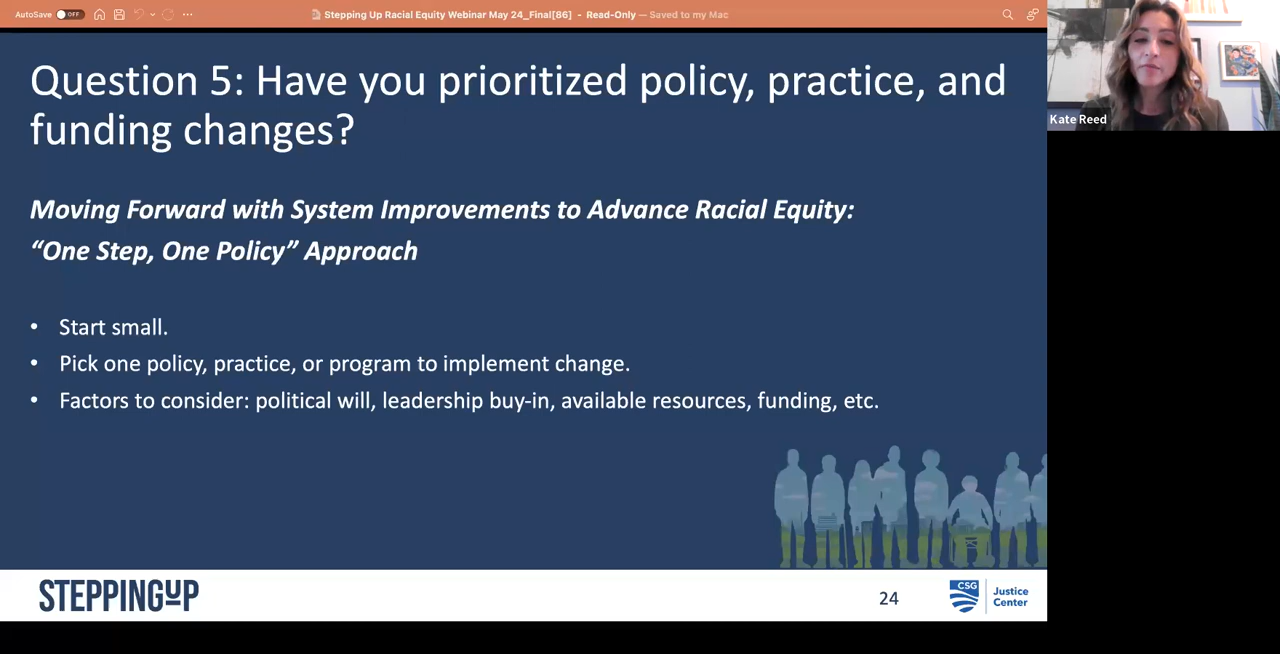 AutoSave OFF
Stepping Up Racial Equity Webinar May 24_Final[86] - Read-Only — Saved to my Mac
Question 5: Have you prioritized policy, practice, and
funding changes?
Moving Forward with System Improvements to Advance Racial Equity:
“One Step, One Policy” Approach
• Start small.
• Pick one policy, practice, or program to implement change.
• Factors to consider: political will, leadership buy-in, available resources, funding, etc.
STEPPINGUP
24
CSG
Justice
Center
Kate Reed